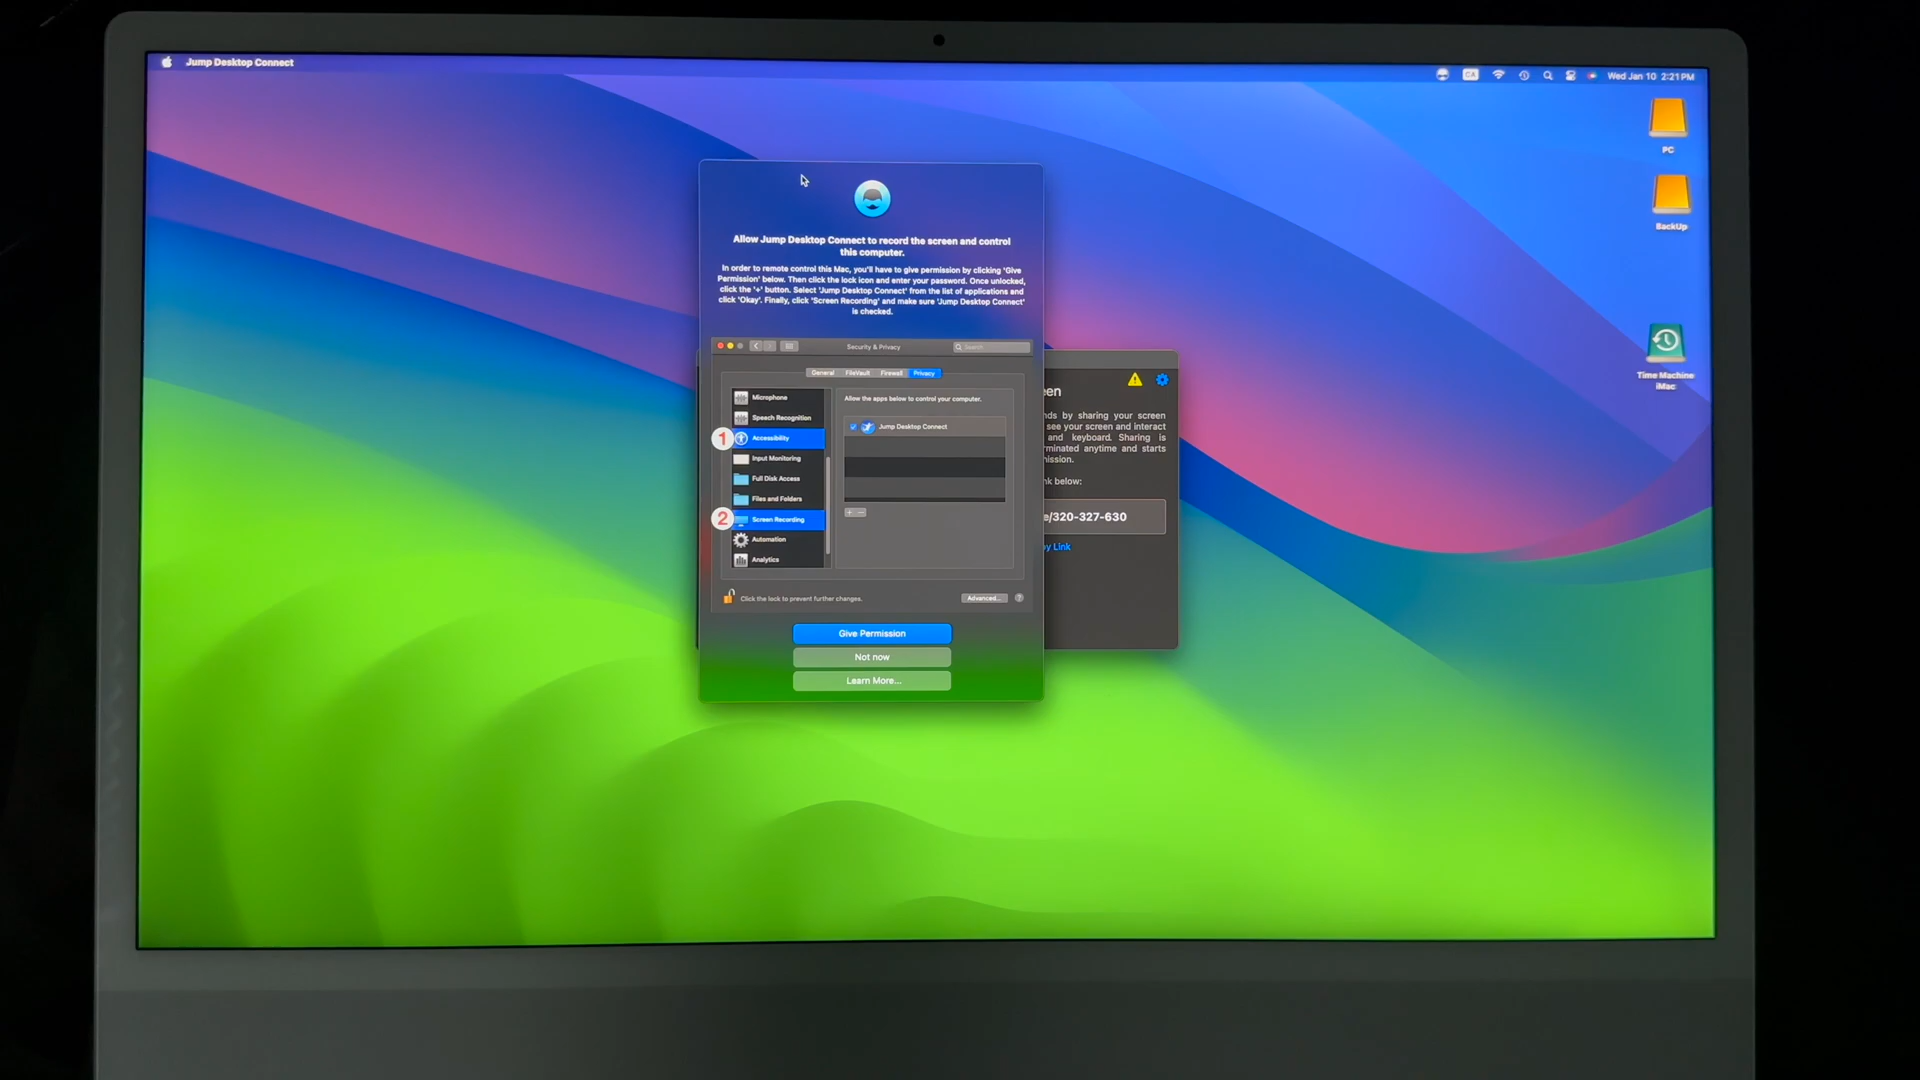 Jump Desktop Connect
CA
Wed Jan 10 2:21 PM
PC
BackUp
Time Machine
iMac
Allow Jump Desktop Connect to record the screen and control
this computer.
In order to remote control this Mac, you'll have to give permission by clicking 'Give
Permission' below. Then click the lock icon and enter your password. Once unlocked,
click the '+' button. Select 'Jump Desktop Connect' from the list of applications and
click 'Okay'. Finally, click 'Screen Recording' and make sure 'Jump Desktop Connect'
is checked.
Security & Privacy
Search
General FileVault Firewall Privacy
Microphone
Speech Recognition
1 Accessibility
Input Monitoring
Full Disk Access
Files and Folders
2 Screen Recording
Automation
Analytics
Allow the apps below to control your computer.
Jump Desktop Connect
+ −
Click the lock to prevent further changes.
Advanced... ?
Give Permission
Not now
Learn More...
een
nds by sharing your screen
see your screen and interact
and keyboard. Sharing is
rminated anytime and starts
ission.
nk below:
e/320-327-630
y Link